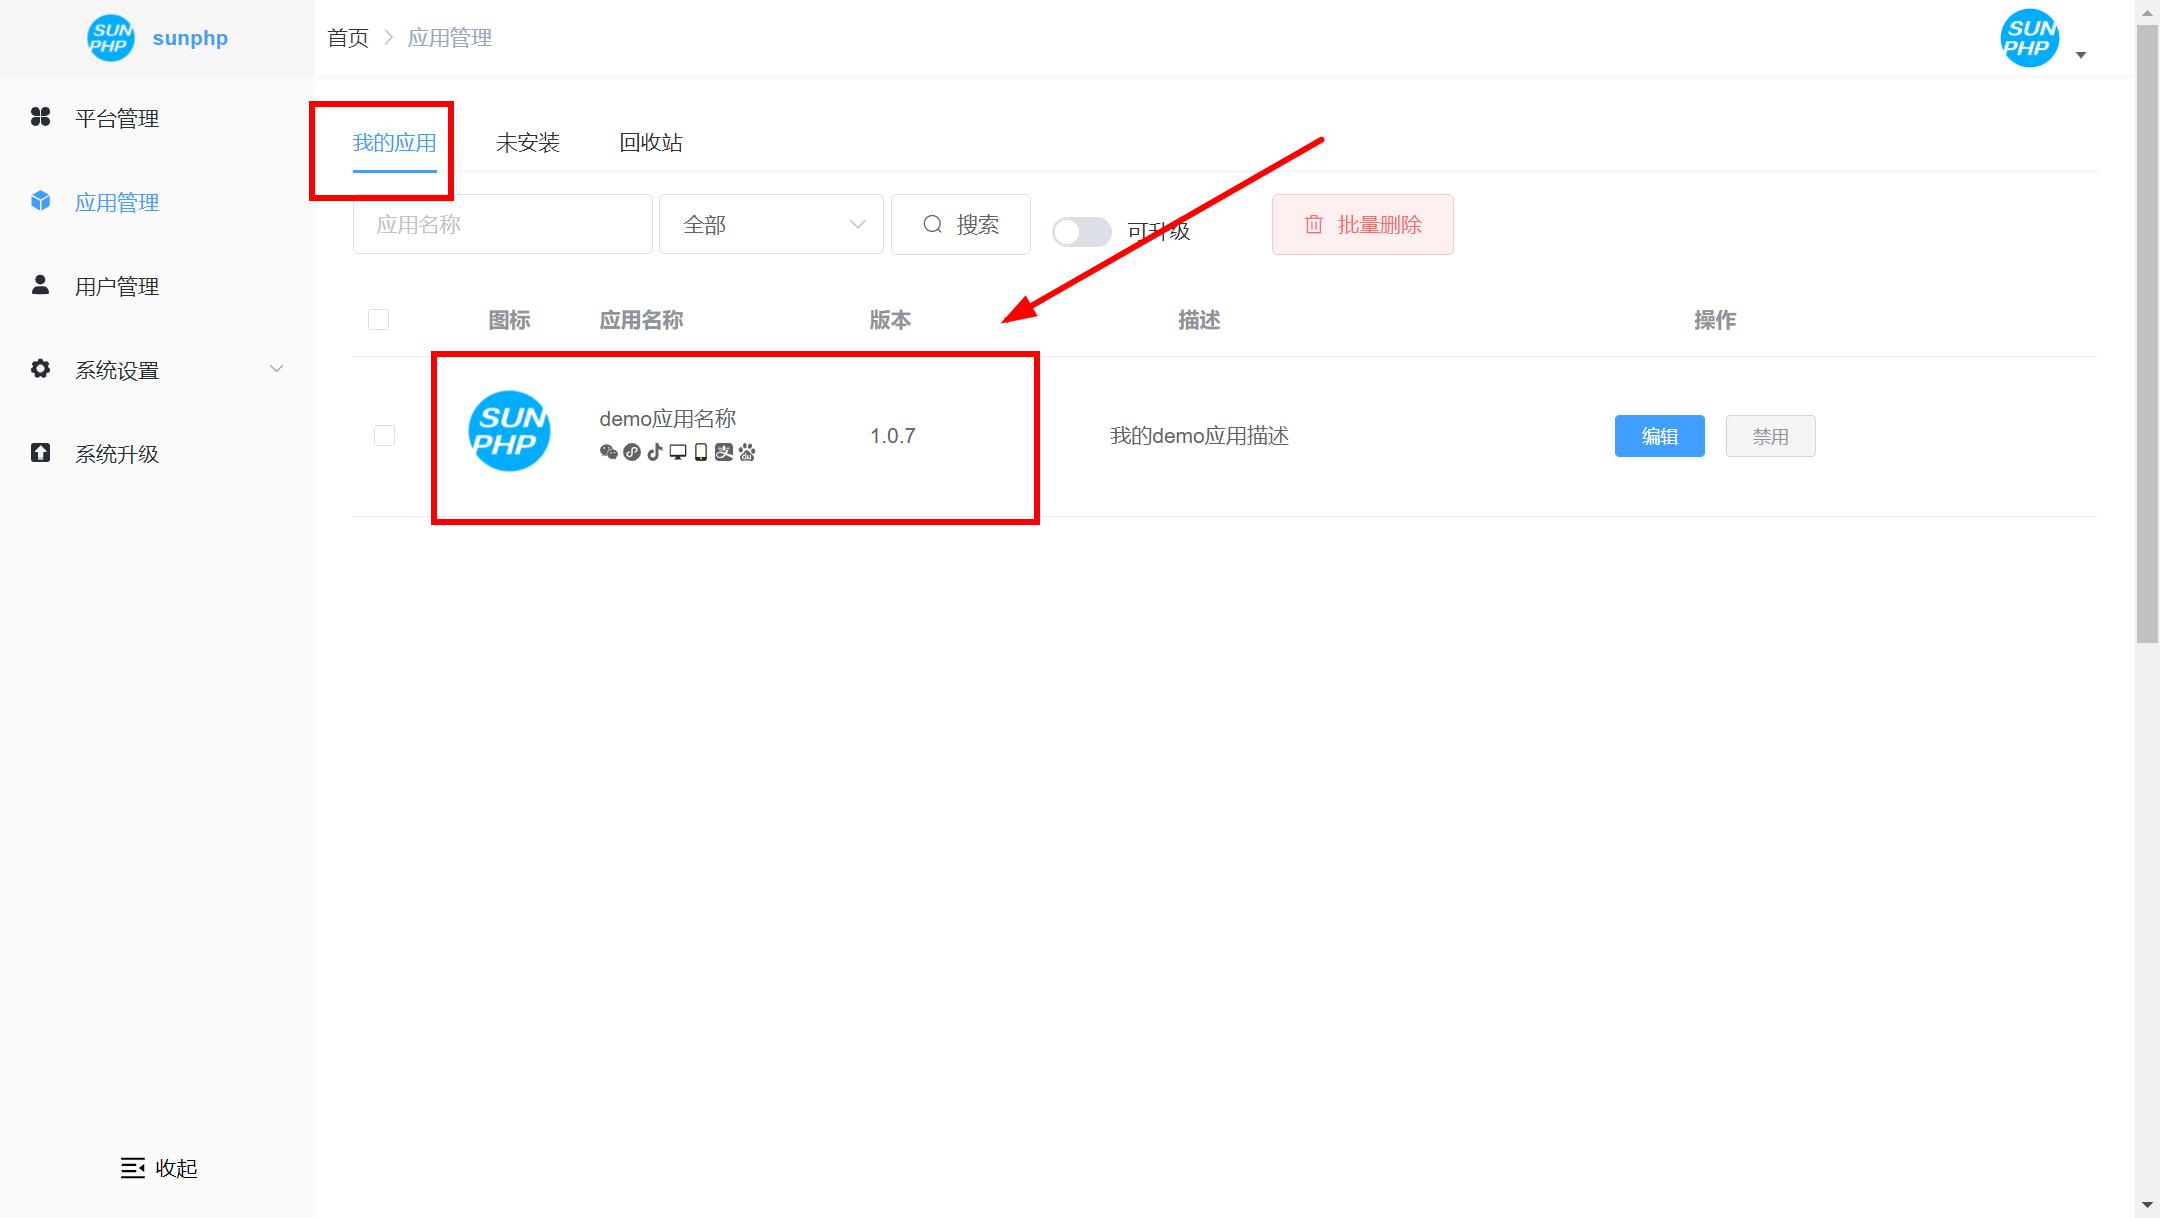 SUN
PHP
sunphp
首页 > 应用管理
SUN
PHP
平台管理
应用管理
用户管理
系统设置
系统升级
收起
我的应用 未安装 回收站
应用名称 全部 搜索 可升级 批量删除
图标 应用名称 版本 描述 操作
SUN
PHP
demo应用名称
支 du
1.0.7 我的demo应用描述 编辑 禁用